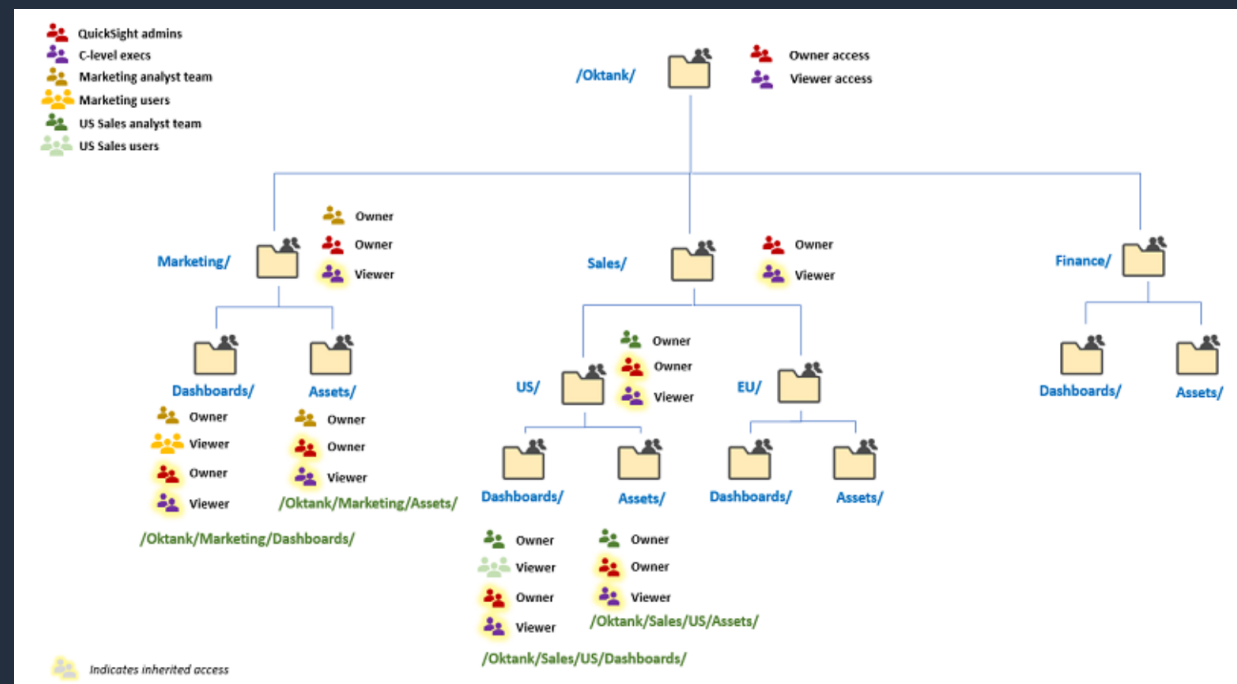 QuickSight admins
C-level execs
Marketing analyst team
Marketing users
US Sales analyst team
US Sales users
/Oktank/
Owner access
Viewer access
Marketing/
Owner
Owner
Viewer
Sales/
Owner
Viewer
Finance/
Dashboards/
Assets/
Owner
Viewer
Owner
Viewer
/Oktank/Marketing/Dashboards/
Owner
Owner
Viewer
/Oktank/Marketing/Assets/
US/
Owner
Owner
Viewer
EU/
Dashboards/
Assets/
Dashboards/
Assets/
Dashboards/
Assets/
Owner
Viewer
Owner
Viewer
/Oktank/Sales/US/Dashboards/
Owner
Owner
Viewer
/Oktank/Sales/US/Assets/
Indicates inherited access